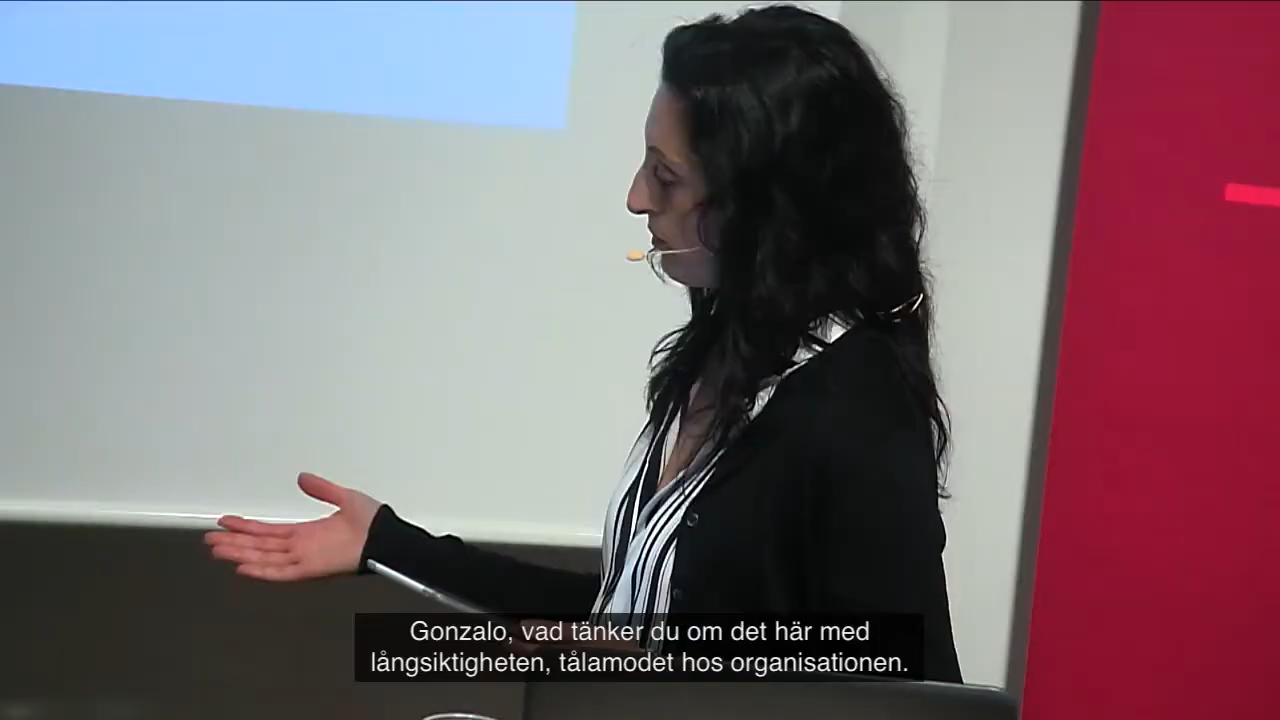 Gonzalo, vad tänker du om det här med
långsiktigheten, tålamodet hos organisationen.